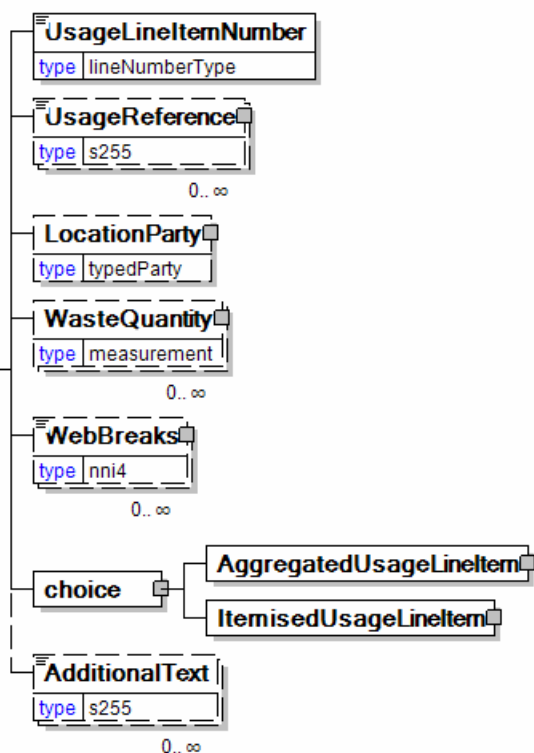 UsageLineItemNumber
type lineNumberType
UsageReference
type s255
0.. ∞
LocationParty
type typedParty
WasteQuantity
type measurement
0.. ∞
WebBreaks
type nni4
0.. ∞
AggregatedUsageLineItem
choice
ItemisedUsageLineItem
AdditionalText
type s255
0.. ∞